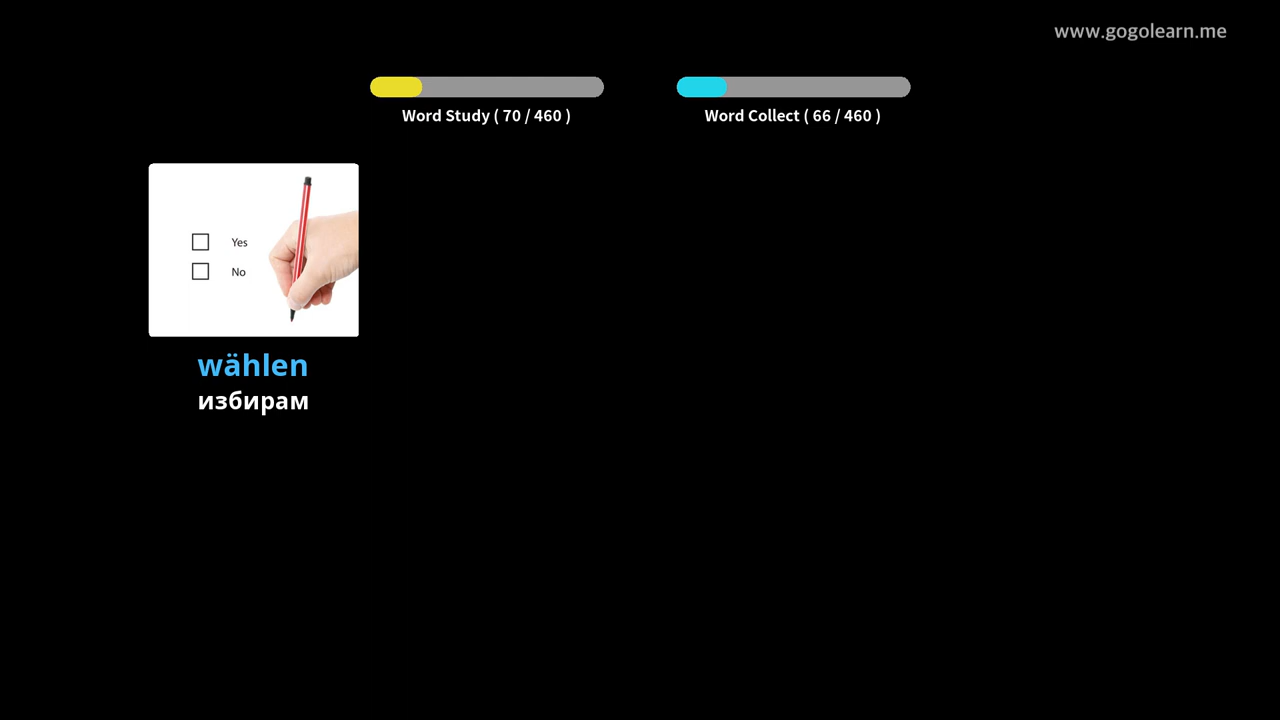 www.gogolearn.me
Word Study ( 70 / 460 )
Word Collect ( 66 / 460 )
Yes
No
wählen
избирам